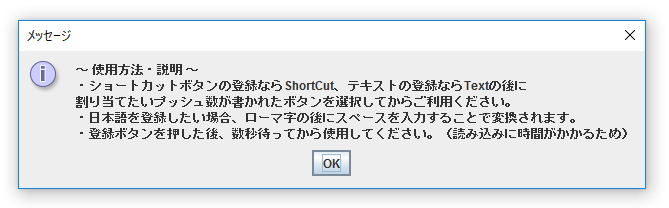 メッセージ
～ 使用方法・説明 ～
・ショートカットボタンの登録ならShortCut、テキストの登録ならTextの後に
割り当てたいプッシュ数が書かれたボタンを選択してからご利用ください。
・日本語を登録したい場合、ローマ字の後にスペースを入力することで変換されます。
・登録ボタンを押した後、数秒待ってから使用してください。（読み込みに時間がかかるため）
OK